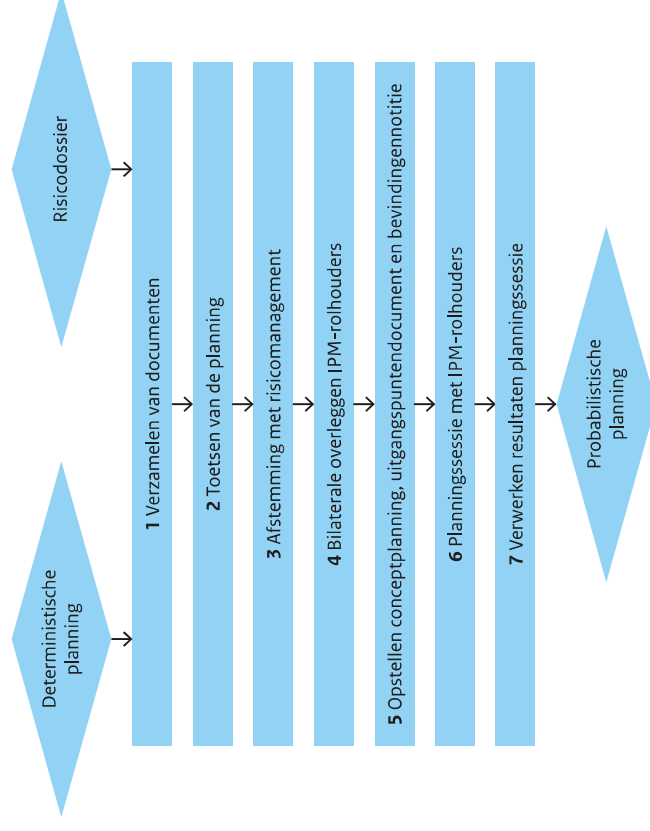 Deterministische
planning
Risicodossier
1 Verzamelen van documenten
2 Toetsen van de planning
3 Afstemming met risicomanagement
4 Bilaterale overleggen IPM-rolhouders
5 Opstellen conceptplanning, uitgangspuntendocument en bevindingennotitie
6 Planningssessie met IPM-rolhouders
7 Verwerken resultaten planningssessie
Probabilistische
planning